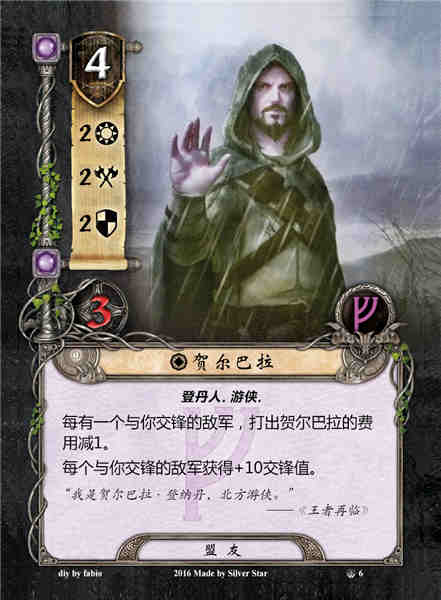 4
2
2
2
3
贺尔巴拉
登丹人. 游侠.
每有一个与你交锋的敌军，打出贺尔巴拉的费
用减1。
每个与你交锋的敌军获得+10交锋值。
“我是贺尔巴拉·登纳丹，北方游侠。”
——《王者再临》
盟友
diy by fabio
2016 Made by Silver Star
6